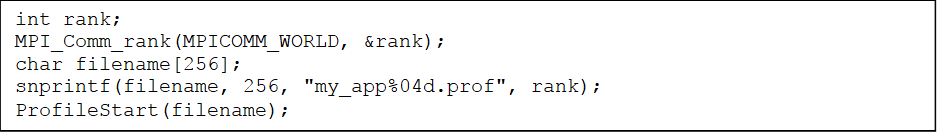 int rank;
MPI_Comm_rank(MPICOMM_WORLD, &rank);
char filename[256];
snprintf(filename, 256, "my_app%04d.prof", rank);
ProfileStart(filename);